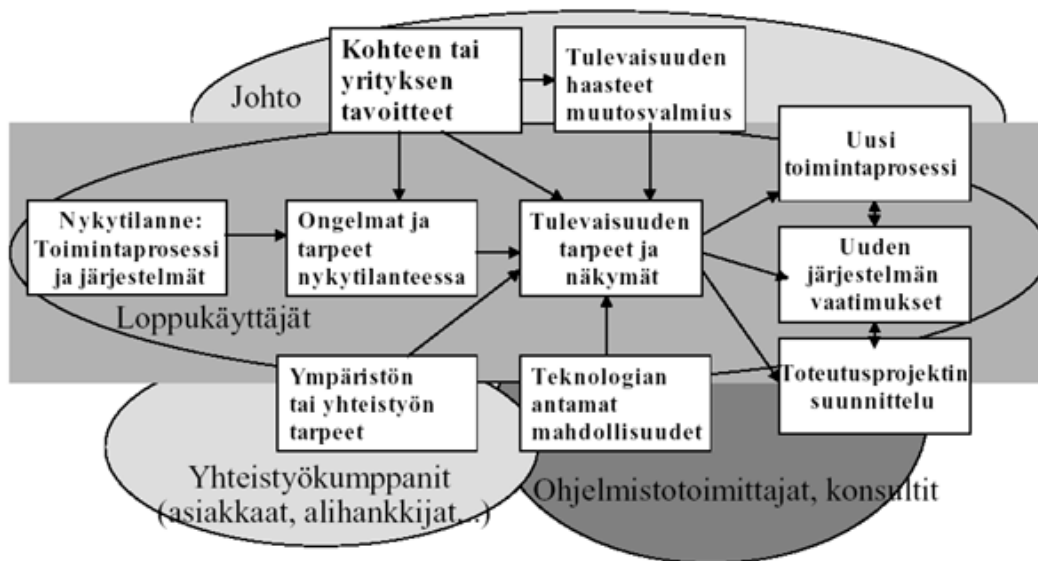 Johto
Kohteen tai
yrityksen
tavoitteet
Tulevaisuuden
haasteet
muutosvalmius
Uusi
toimintaprosessi
Nykytilanne:
Toimintaprosessi
ja järjestelmät
Ongelmat ja
tarpeet
nykytilanteessa
Tulevaisuuden
tarpeet ja
näkymät
Uuden
järjestelmän
vaatimukset
Loppukäyttäjät
Ympäristön
tai yhteistyön
tarpeet
Teknologian
antamat
mahdollisuudet
Toteutusprojektin
suunnittelu
Yhteistyökumppanit
(asiakkaat, alihankkijat...)
Ohjelmistotoimittajat, konsultit